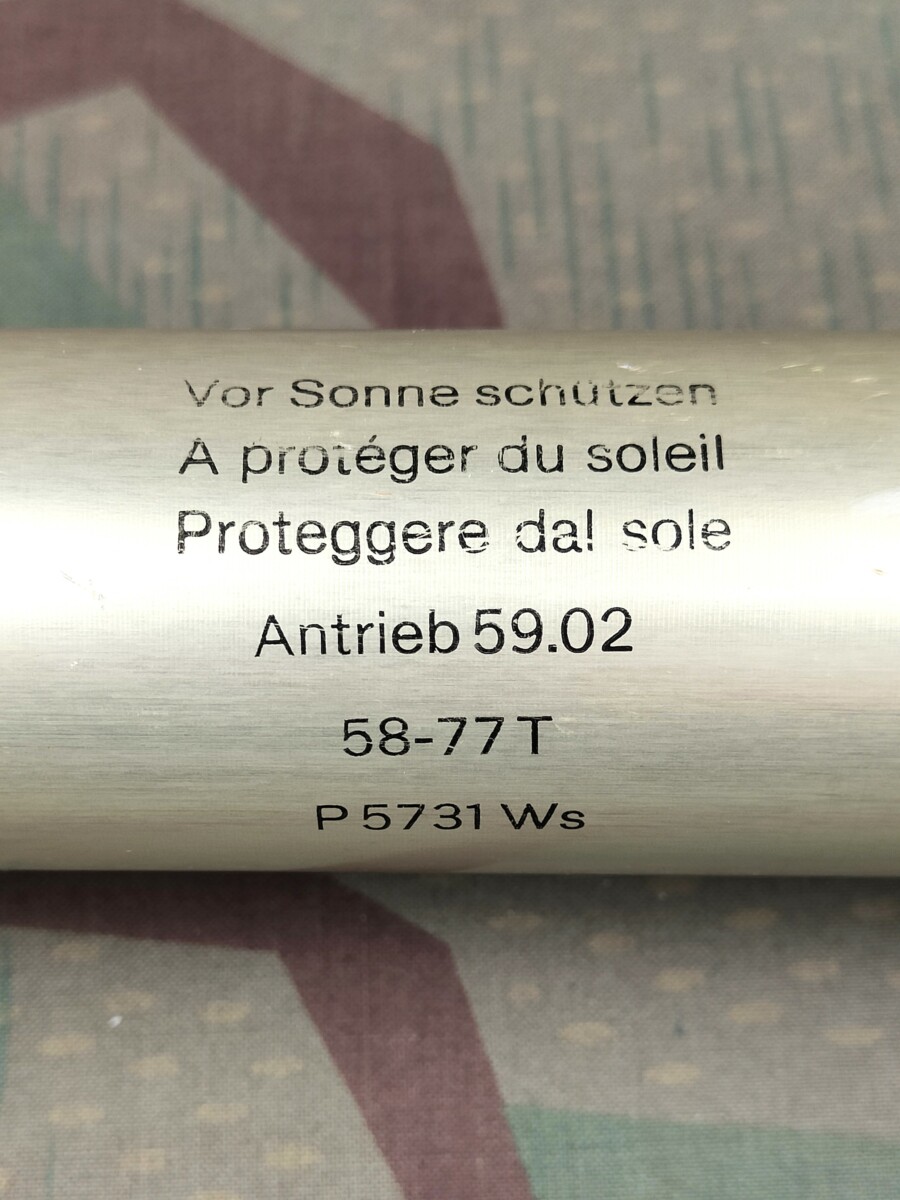 Vor Sonne schützen
A protéger du soleil
Proteggere dal sole
Antrieb 59.02
58-77 T
P 5731 Ws